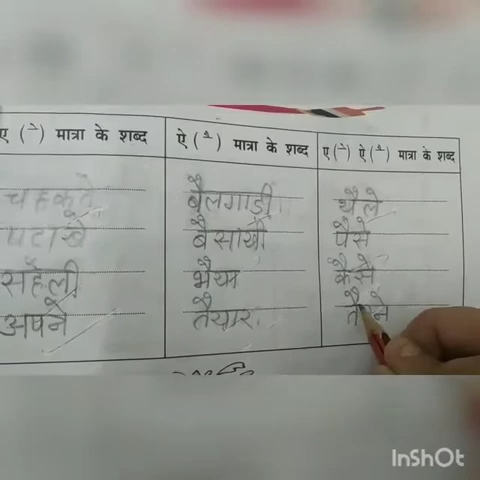 ए ( े ) मात्रा के शब्द
ऐ ( ै ) मात्रा के शब्द
ए ( े ) ऐ ( ै ) मात्रा के शब्द
चहकते
बैलगाड़ी
थैले
पटाखे
बैसाखी
पैसे
सहेली
भैया
कैसे
अपने
तैयार
InShOt